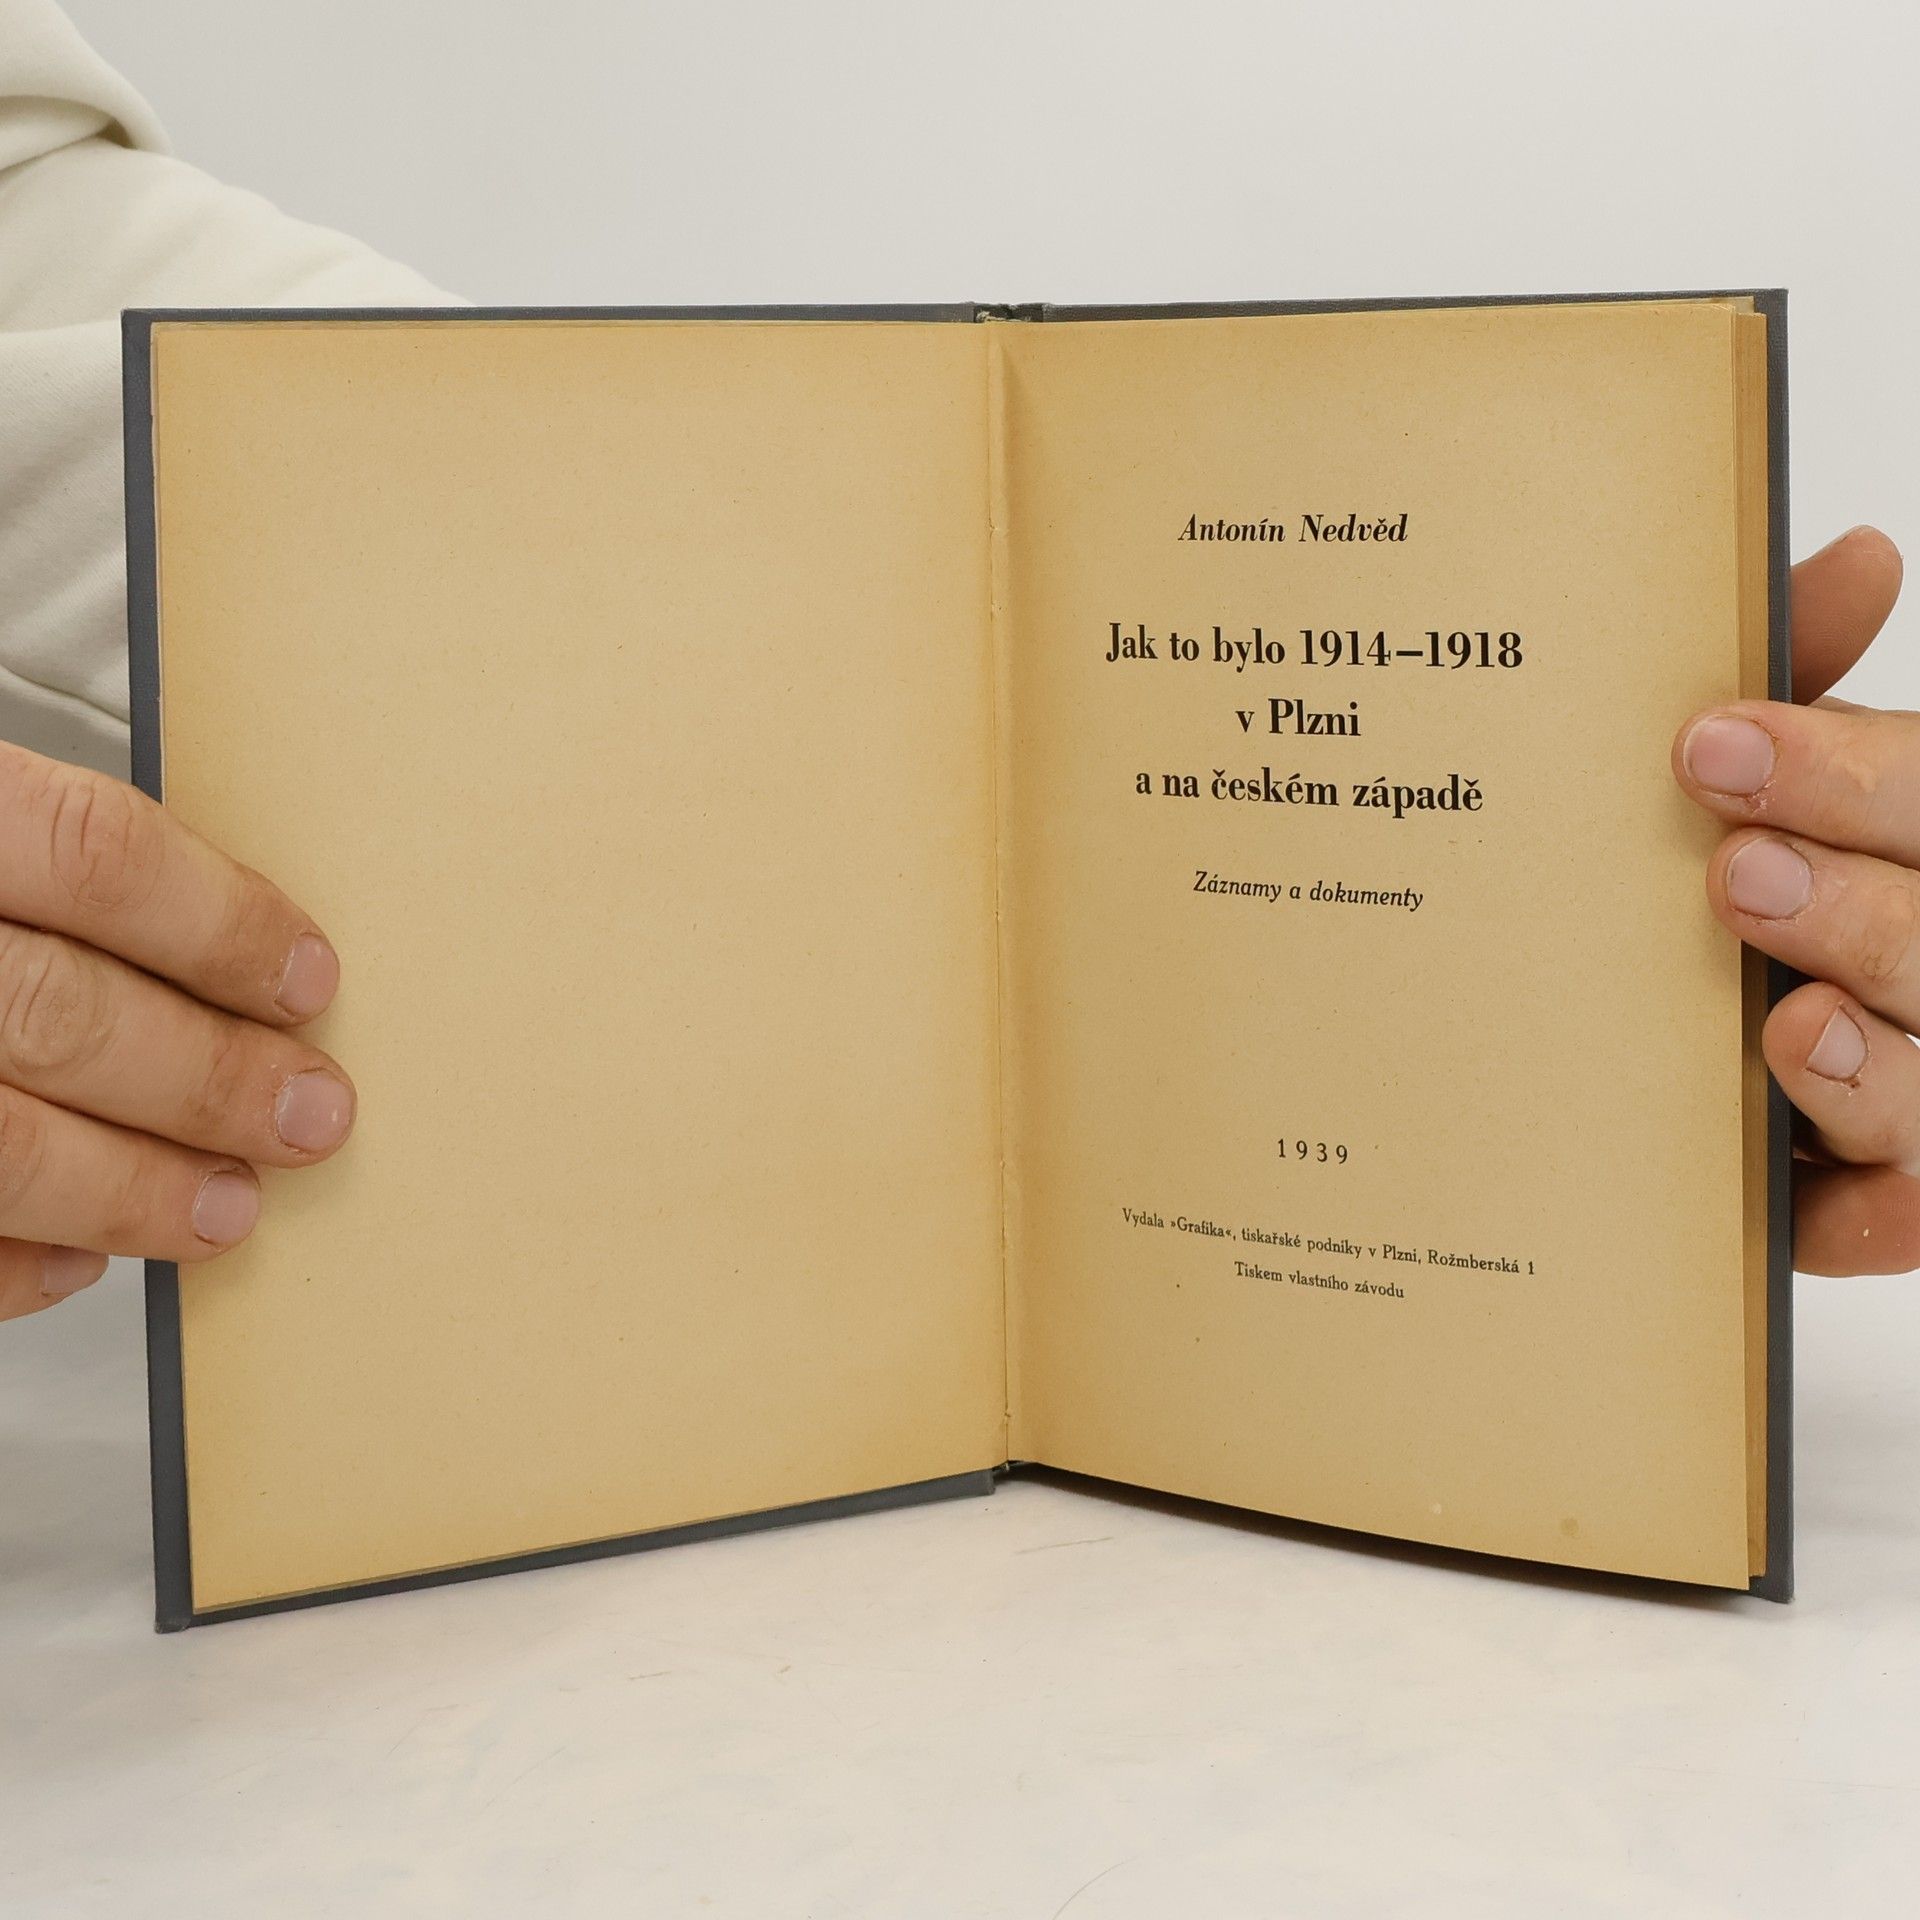 Antonín Nedvěd
Jak to bylo 1914–1918
v Plzni
a na českém západě
Záznamy a dokumenty
1939
Vydala »Grafika«, tiskařské podniky v Plzni, Rožmberská 1
Tiskem vlastního závodu